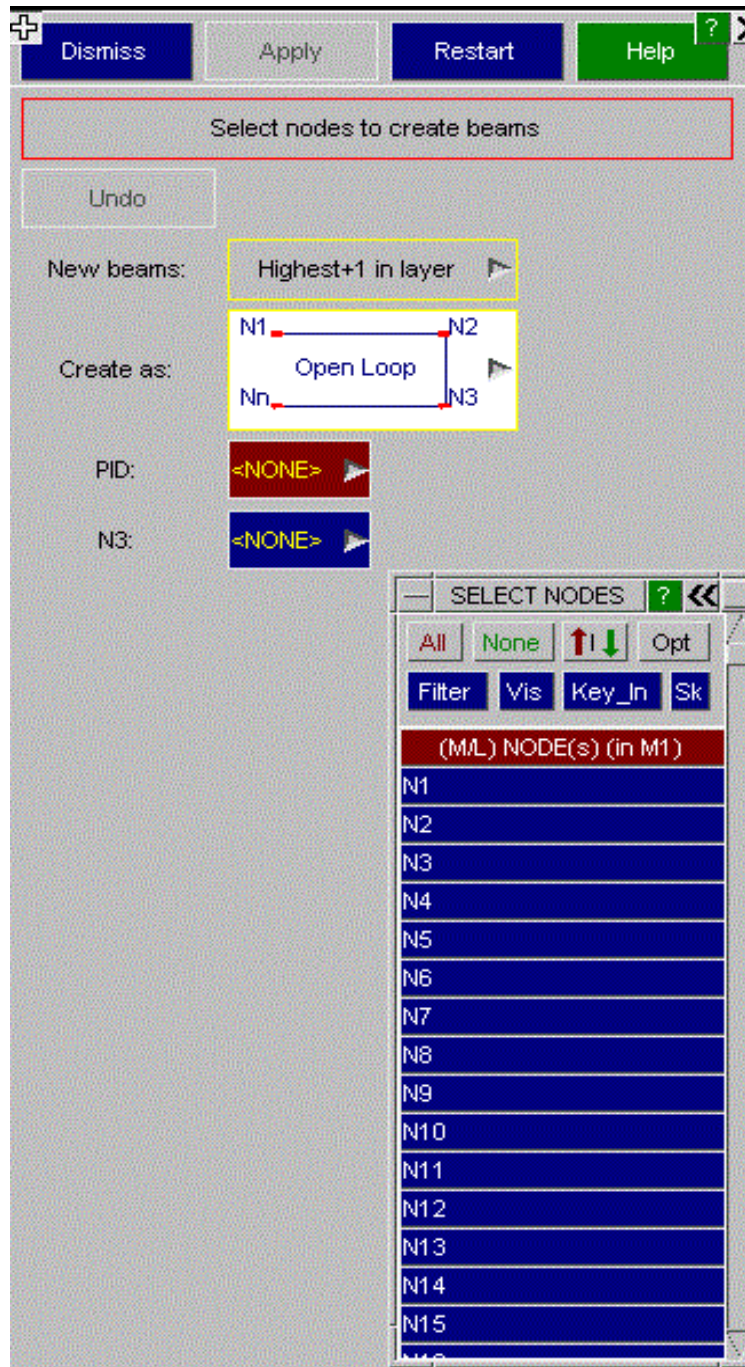 Dismiss Apply Restart Help ?
Select nodes to create beams
Undo
New beams: Highest+1 in layer
N1 N2
Create as: Open Loop
Nn N3
PID: <NONE>
N3: <NONE>
SELECT NODES ?
All None I Opt
Filter Vis Key_In Sk
(M/L) NODE(s) (in M1)
N1
N2
N3
N4
N5
N6
N7
N8
N9
N10
N11
N12
N13
N14
N15